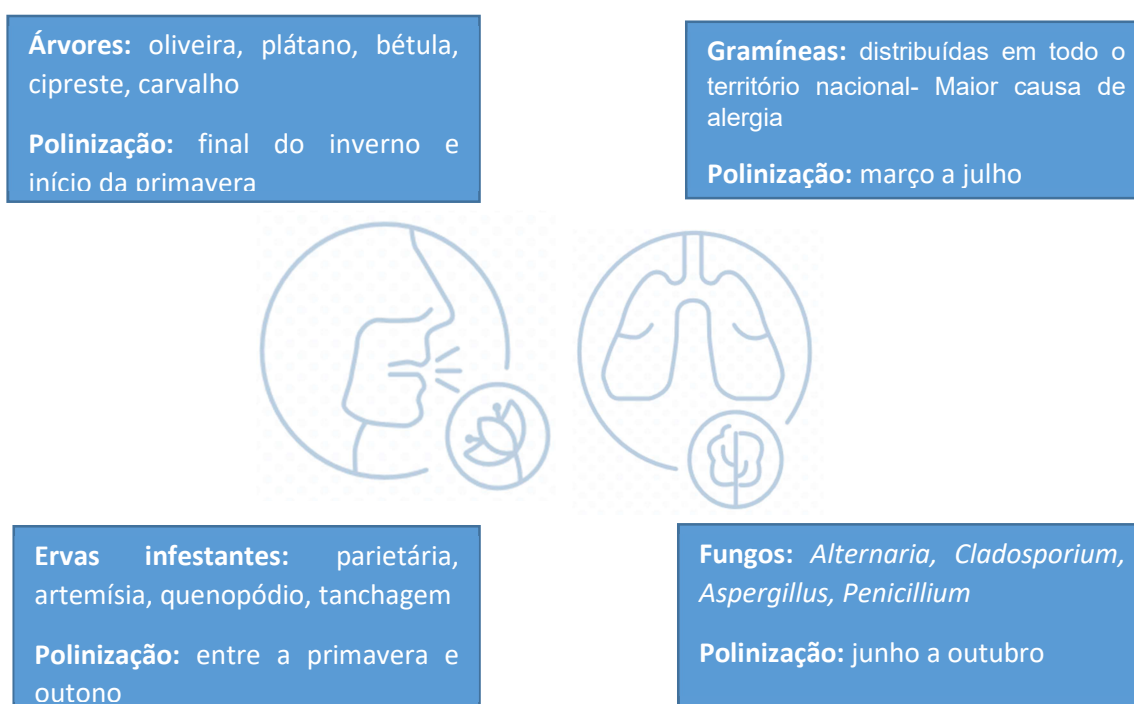 Árvores: oliveira, plátano, bétula,
cipreste, carvalho
Polinização: final do inverno e
início da primavera
Gramíneas: distribuídas em todo o
território nacional- Maior causa de
alergia
Polinização: março a julho
Ervas infestantes: parietária,
artemísia, quenopódio, tanchagem
Polinização: entre a primavera e
outono
Fungos: Alternaria, Cladosporium,
Aspergillus, Penicillium
Polinização: junho a outubro